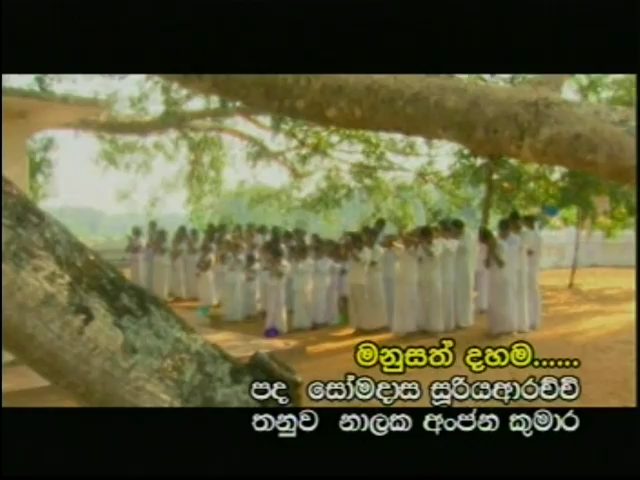 මනුසත් දහම.......
පද සෝමදාස සූරියආරච්චි
තනුව නාලක අංජන කුමාර